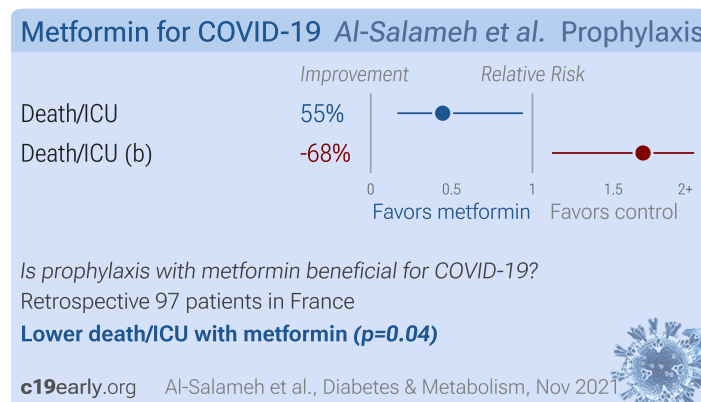 Metformin for COVID-19 Al-Salameh et al. Prophylaxis
Improvement Relative Risk
Death/ICU 55%
Death/ICU (b) -68%
0 0.5 1 1.5 2+
Favors metformin Favors control
Is prophylaxis with metformin beneficial for COVID-19?
Retrospective 97 patients in France
Lower death/ICU with metformin (p=0.04)
c19early.org Al-Salameh et al., Diabetes & Metabolism, Nov 2021